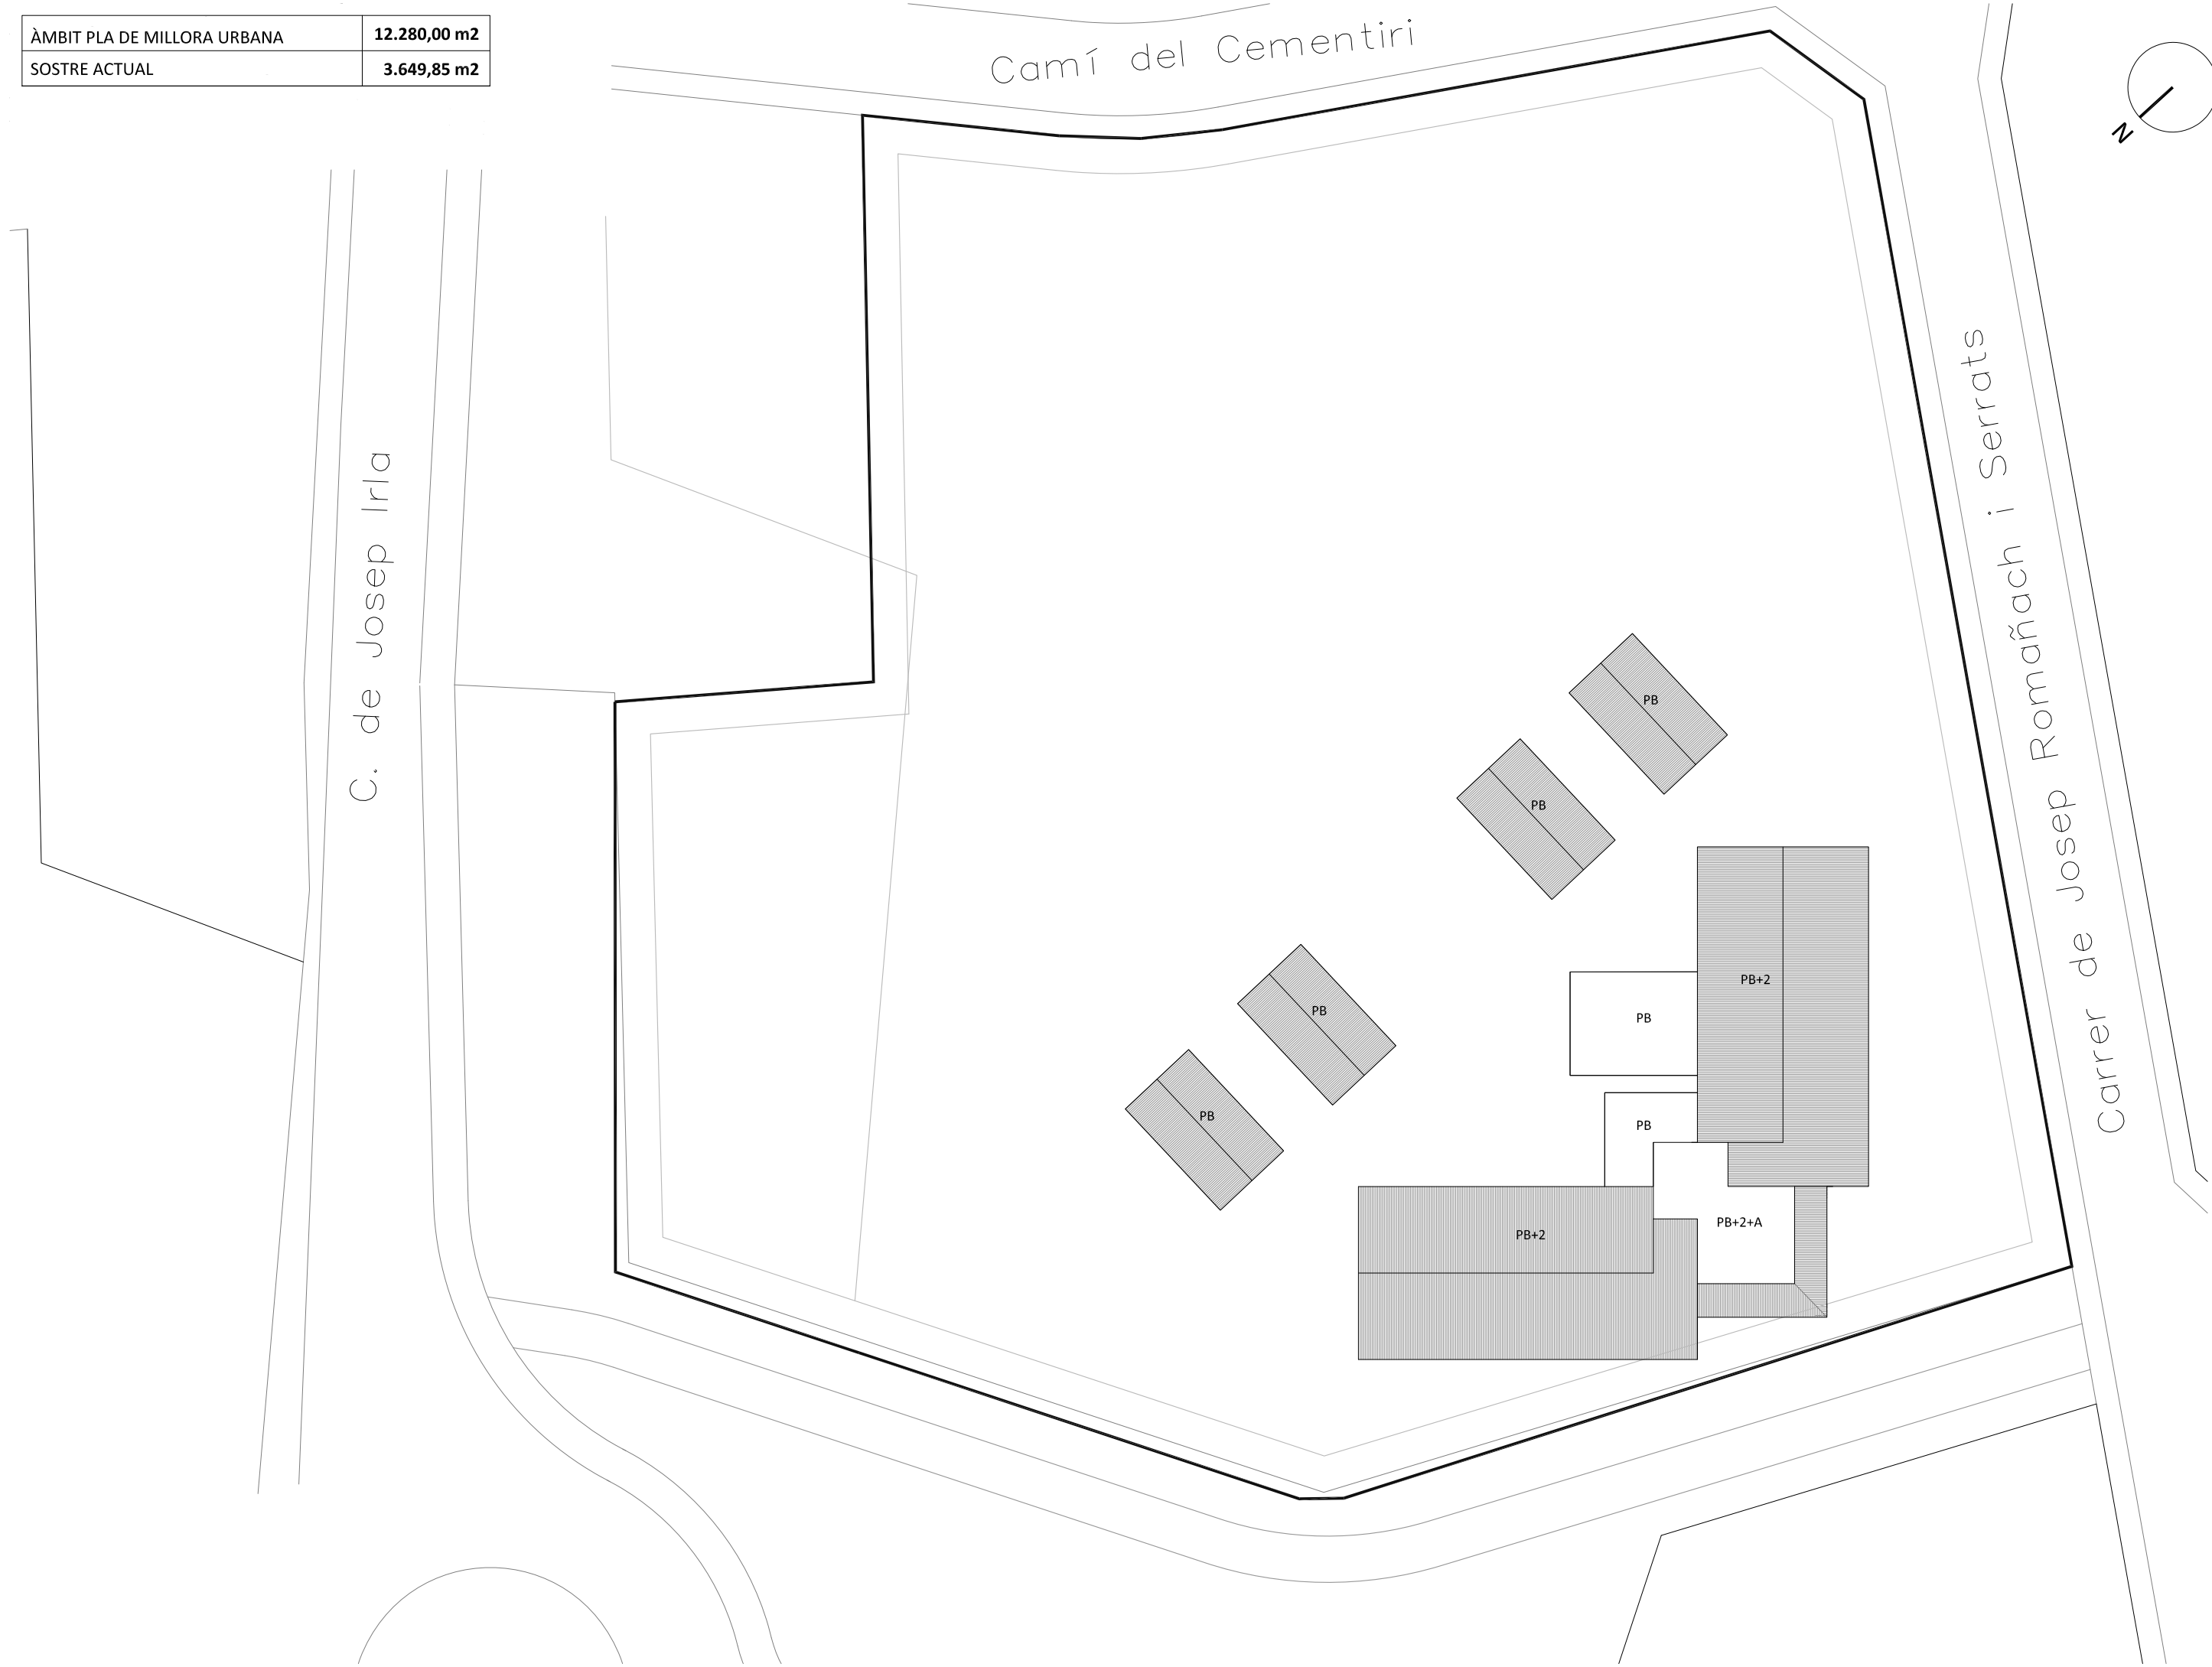 ÀMBIT PLA DE MILLORA URBANA 12.280,00 m2
SOSTRE ACTUAL 3.649,85 m2
Camí del Cementiri
N
C. de Josep Irla
Carrer de Josep Romañach i Serrats
PB
PB
PB+2
PB
PB
PB
PB
PB+2+A
PB+2